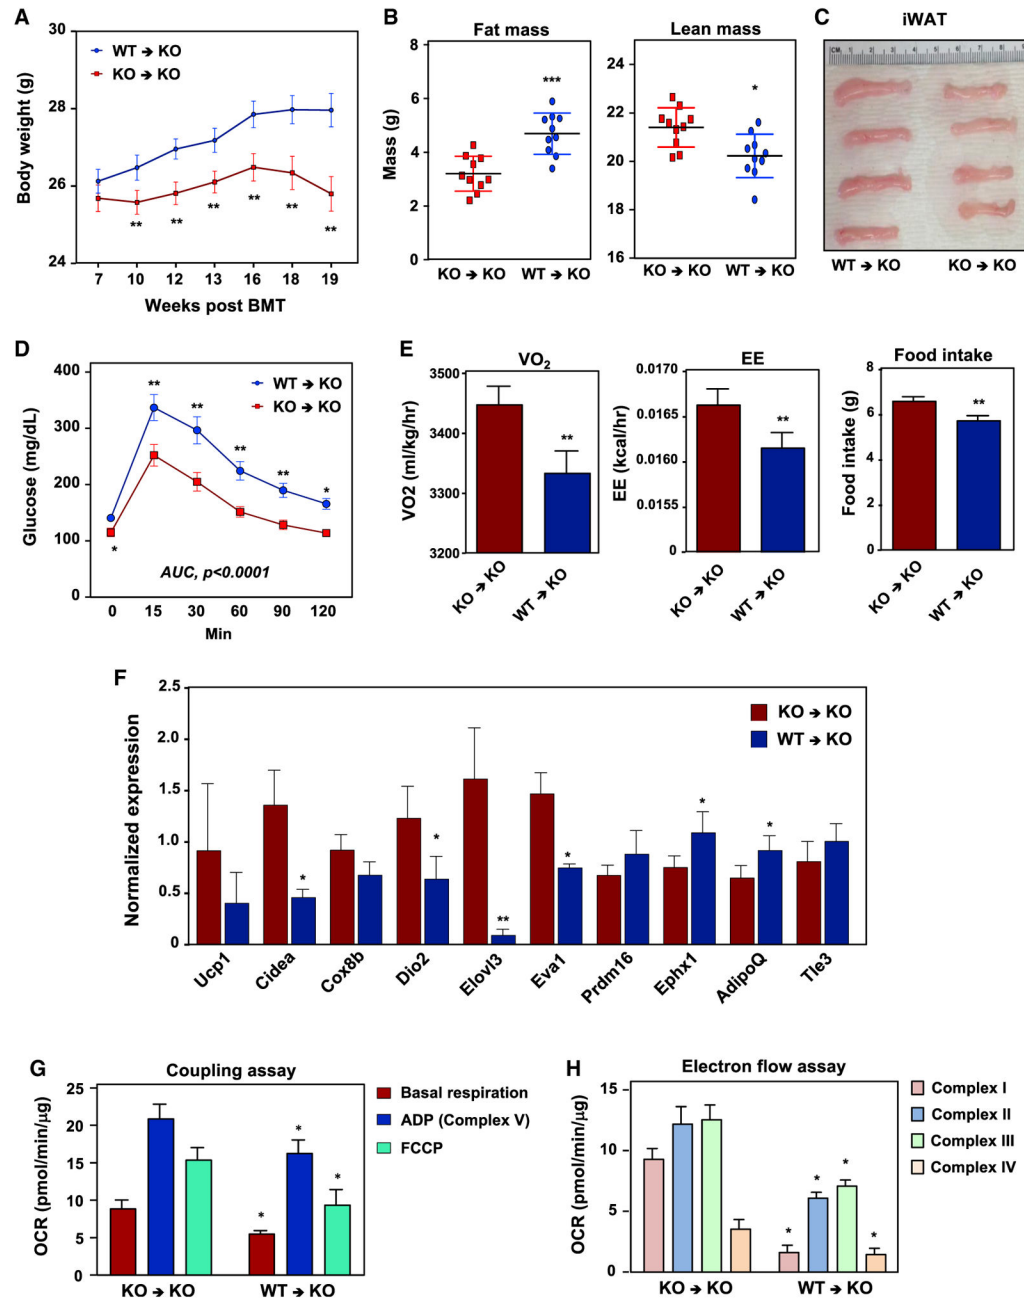 A
30
28
26
24
Body weight (g)
WT ➔ KO
KO ➔ KO
** ** ** ** ** **
7 10 12 13 16 18 19
Weeks post BMT
B
Fat mass
8
6
4
2
0
Mass (g)
***
KO ➔ KO WT ➔ KO
Lean mass
24
22
20
18
16
*
KO ➔ KO WT ➔ KO
C
iWAT
CM 1 2 3 4 5 6 7 8
WT ➔ KO KO ➔ KO
D
400
300
200
100
0
Glucose (mg/dL)
WT ➔ KO
KO ➔ KO
* ** ** ** ** *
AUC, p<0.0001
0 15 30 60 90 120
Min
E
VO2
3500
3400
3300
3200
VO2 (ml/kg/hr)
**
KO ➔ KO
WT ➔ KO
EE
0.0170
0.0165
0.0160
0.0155
0
EE (kcal/hr)
**
KO ➔ KO
WT ➔ KO
Food intake
8
6
4
2
0
Food intake (g)
**
KO ➔ KO
WT ➔ KO
F
2.5
2.0
1.5
1.0
0.5
0
Normalized expression
KO ➔ KO
WT ➔ KO
* * ** * * *
Ucp1 Cidea Cox8b Dio2 Elovl3 Eva1 Prdm16 Ephx1 AdipoQ Tle3
G
Coupling assay
25
20
15
10
5
0
OCR (pmol/min/µg)
Basal respiration
ADP (Complex V)
FCCP
* * *
KO ➔ KO WT ➔ KO
H
Electron flow assay
15
10
5
0
OCR (pmol/min/µg)
Complex I
Complex II
Complex III
Complex IV
* * * *
KO ➔ KO WT ➔ KO